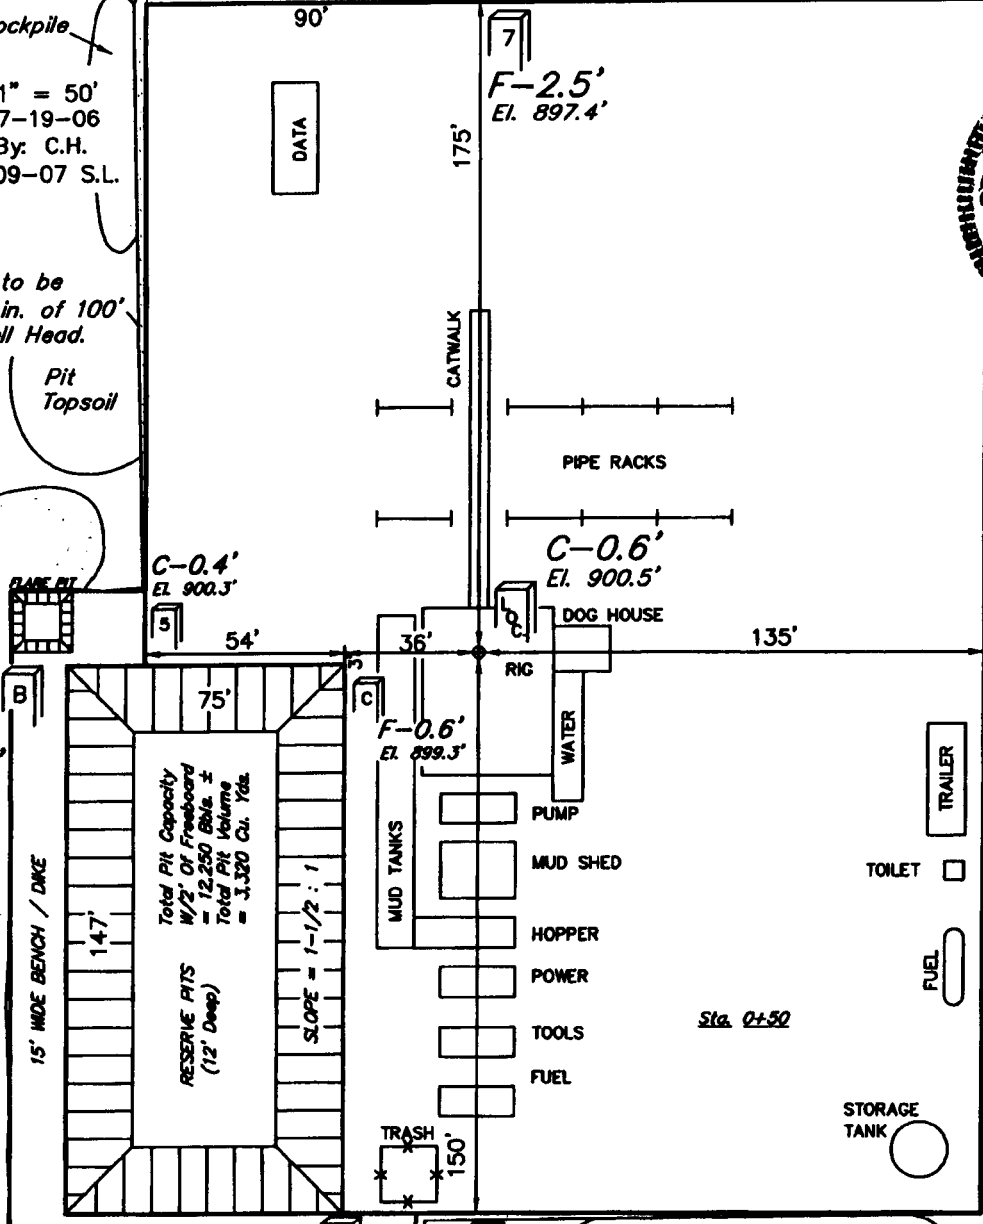 90'
ockpile
1" = 50'
7-19-06
By: C.H.
09-07 S.L.
7
F-2.5'
El. 897.4'
DATA
175'
to be
in. of 100'
ell Head.
Pit
Topsoil
CATWALK
PIPE RACKS
C-0.4'
El. 900.3'
C-0.6'
El. 900.5'
FLARE PIT
5
LOC.
DOG HOUSE
54'
3'
36'
RIG
135'
B
75'
C
F-0.6'
El. 899.3'
WATER
TRAILER
PUMP
MUD TANKS
MUD SHED
TOILET
Total Pit Capacity
W/2' Of Freeboard
= 12,250 Bbls. ±
Total Pit Volume
= 3,320 Cu. Yds.
15' WIDE BENCH / DIKE
147'
RESERVE PITS
(12' Deep)
SLOPE = 1-1/2 : 1
HOPPER
POWER
FUEL
Sta. 0+50
TOOLS
FUEL
STORAGE
TANK
TRASH
150'